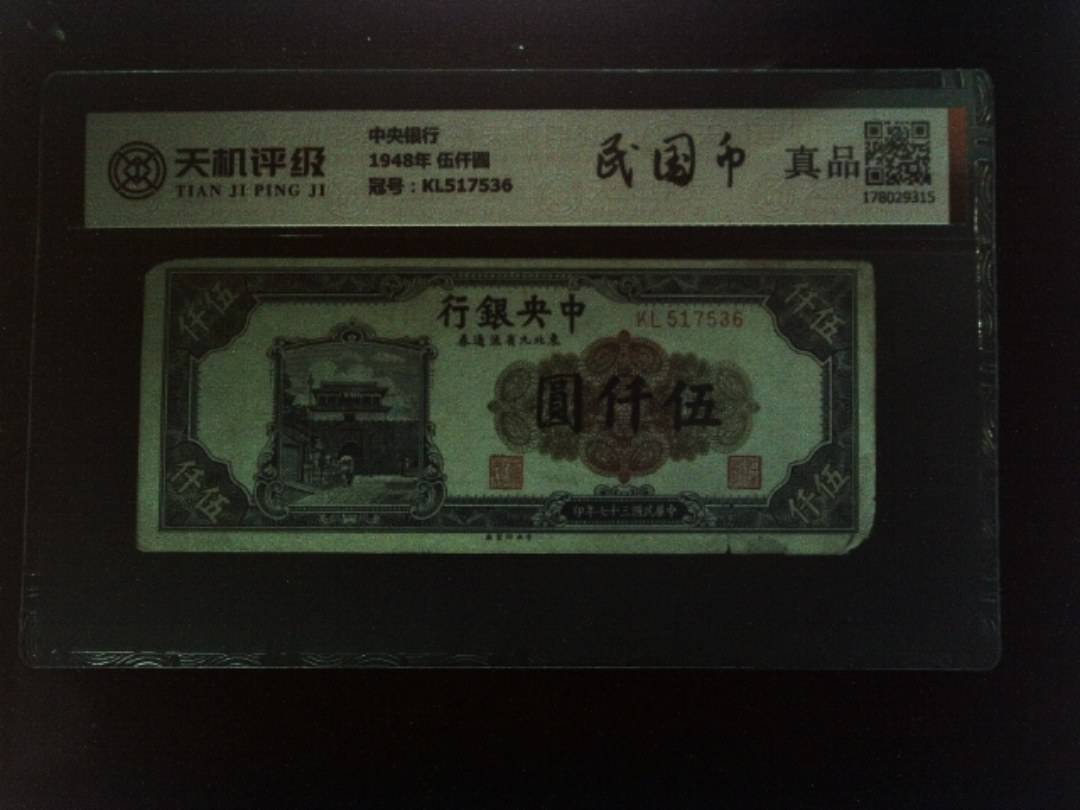 天机评级
TIAN JI PING JI
中央银行
1948年 伍仟圓
冠号：KL517536
民国币
真品
178029315
伍仟
伍仟
中央銀行
KL 517536
東北九省流通券
伍仟圓
伍仟
伍仟
中華民國三十七年印